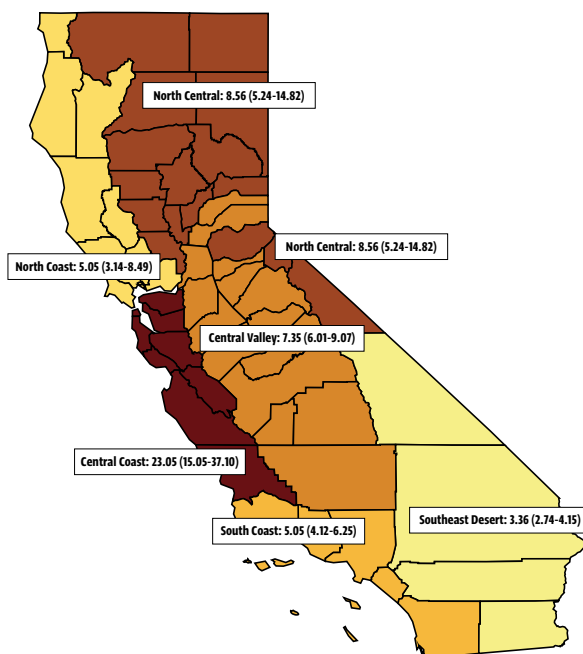 North Central: 8.56 (5.24-14.82)
North Central: 8.56 (5.24-14.82)
North Coast: 5.05 (3.14-8.49)
Central Valley: 7.35 (6.01-9.07)
Central Coast: 23.05 (15.05-37.10)
South Coast: 5.05 (4.12-6.25)
Southeast Desert: 3.36 (2.74-4.15)